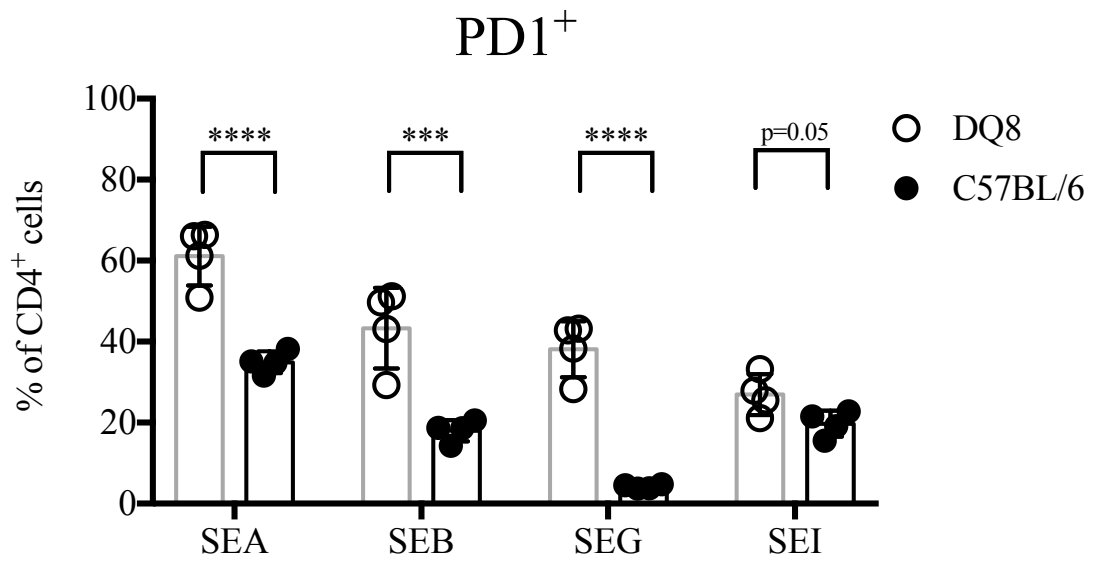 PD1⁺
% of CD4⁺ cells
100
80
60
40
20
0
****
***
****
p=0.05
DQ8
C57BL/6
SEA
SEB
SEG
SEI